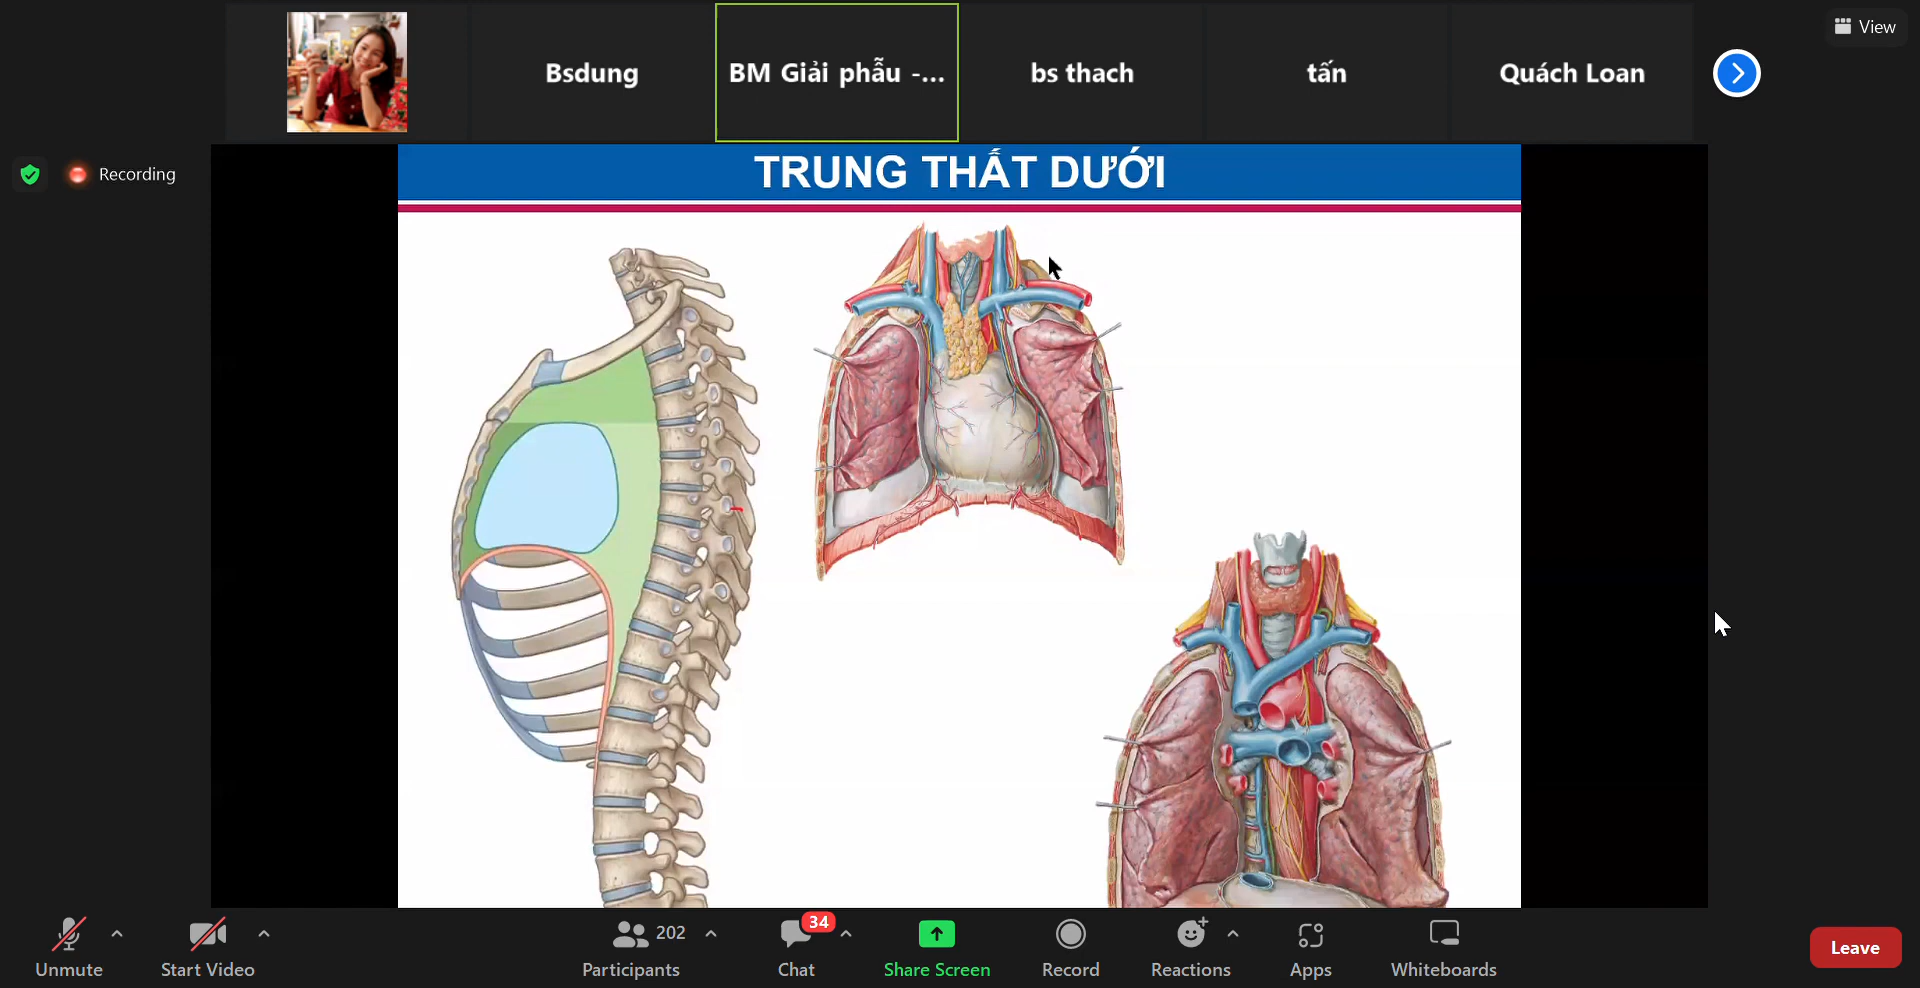 View
Bsdung
BM Giải phẫu -...
bs thach
tấn
Quách Loan
Recording
TRUNG THẤT DƯỚI
202
34
Unmute
Start Video
Participants
Chat
Share Screen
Record
Reactions
Apps
Whiteboards
Leave